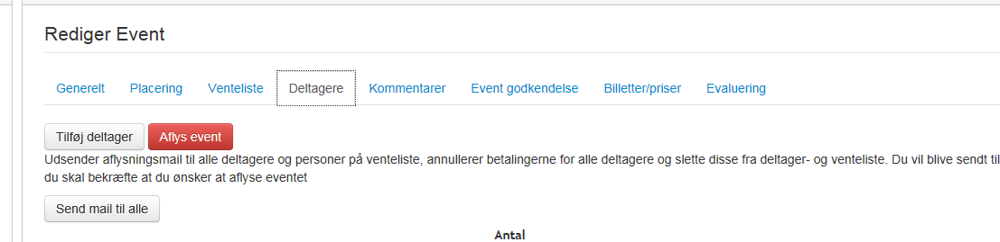 Rediger Event
Generelt Placering Venteliste Deltagere Kommentarer Event godkendelse Billetter/priser Evaluering
Tilføj deltager Aflys event
Udsender aflysningsmail til alle deltagere og personer på venteliste, annullerer betalingerne for alle deltagere og slette disse fra deltager- og venteliste. Du vil blive sendt til
du skal bekræfte at du ønsker at aflyse eventet
Send mail til alle
Antal